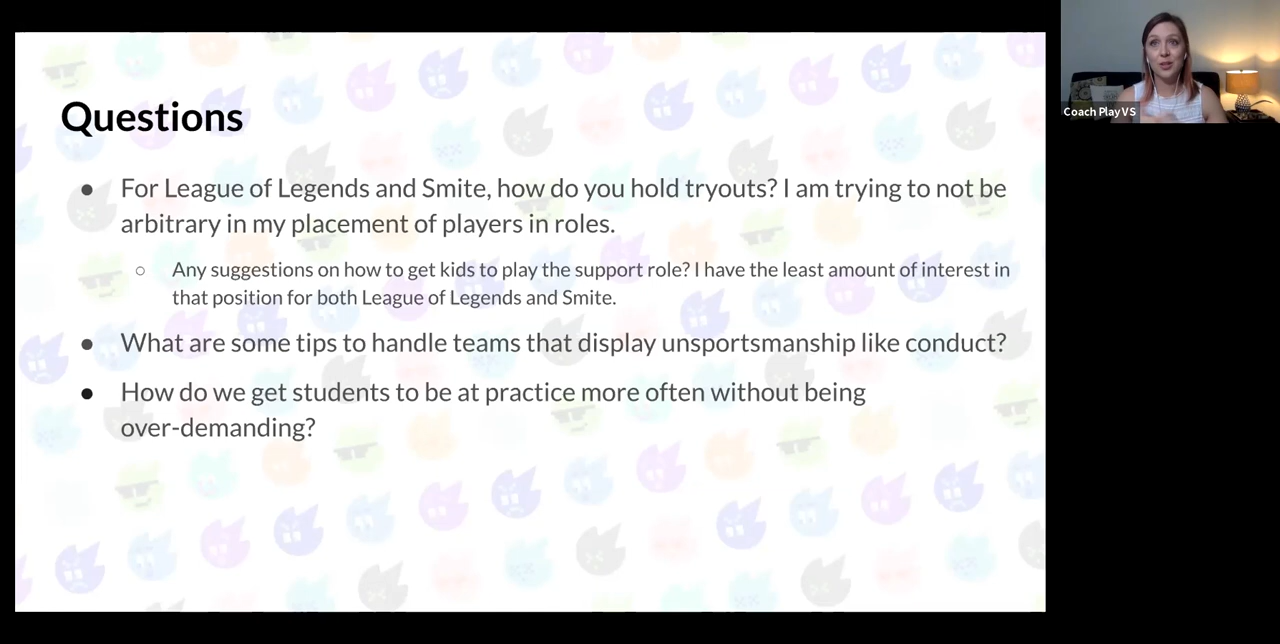 Questions
● For League of Legends and Smite, how do you hold tryouts? I am trying to not be
arbitrary in my placement of players in roles.
○ Any suggestions on how to get kids to play the support role? I have the least amount of interest in
that position for both League of Legends and Smite.
● What are some tips to handle teams that display unsportsmanship like conduct?
● How do we get students to be at practice more often without being
over-demanding?
Coach PlayVS